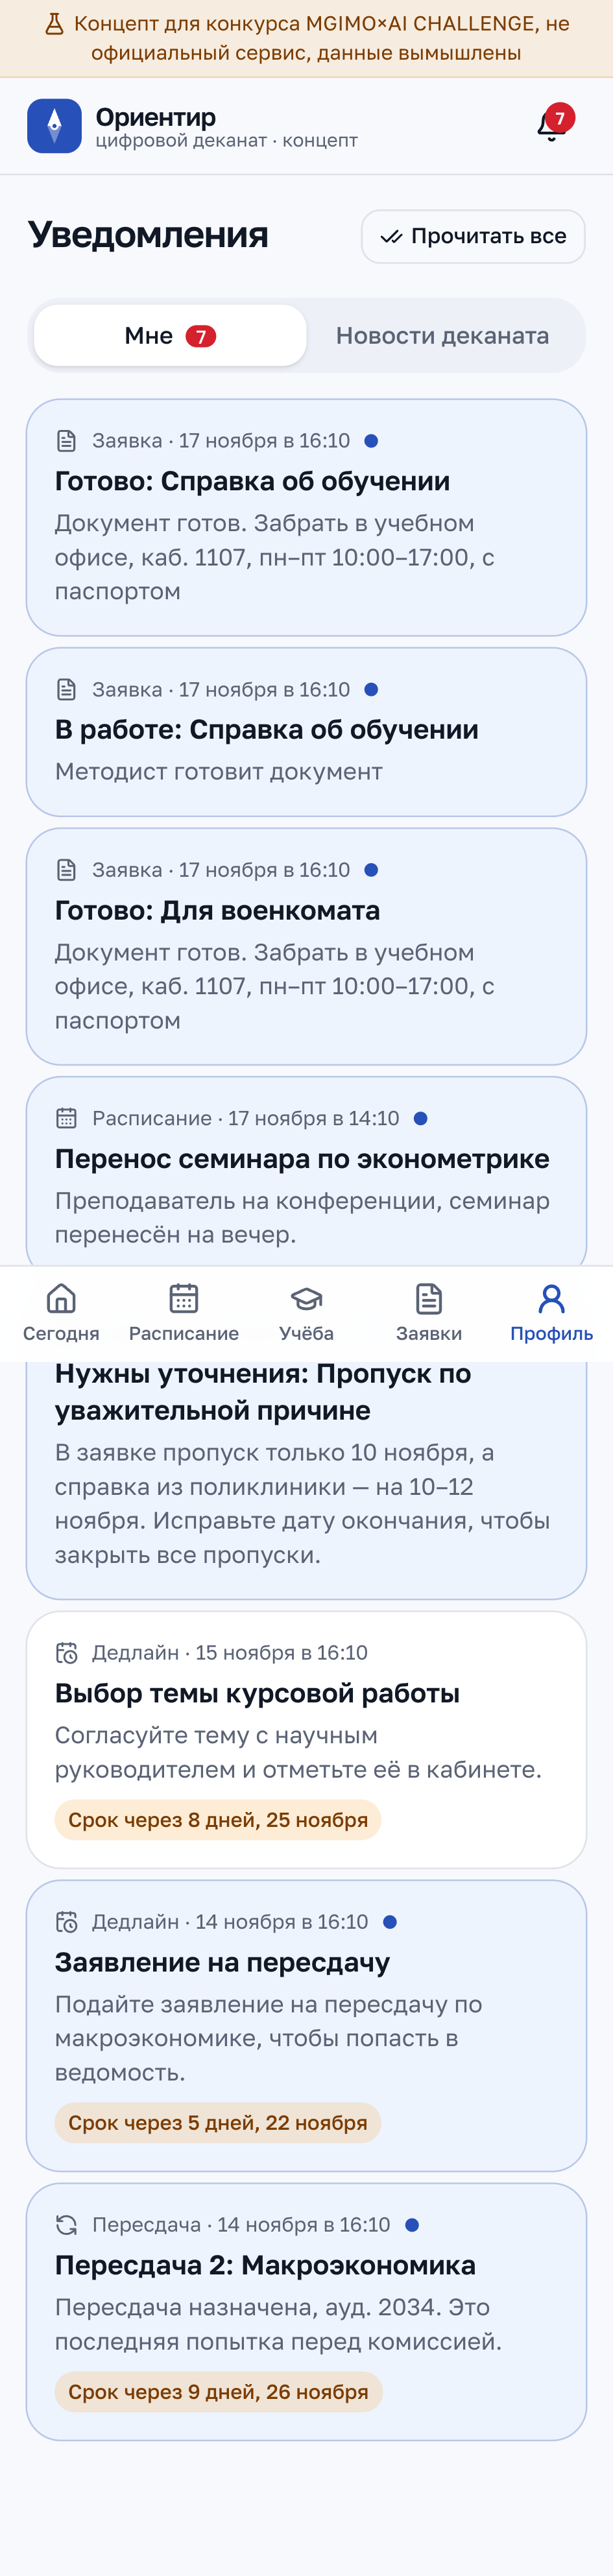 Концепт для конкурса MGIMO×AI CHALLENGE, не
официальный сервис, данные вымышлены
Ориентир
цифровой деканат · концепт
7
Уведомления
Прочитать все
Мне 7
Новости деканата
Заявка · 17 ноября в 16:10
Готово: Справка об обучении
Документ готов. Забрать в учебном
офисе, каб. 1107, пн–пт 10:00–17:00, с
паспортом
Заявка · 17 ноября в 16:10
В работе: Справка об обучении
Методист готовит документ
Заявка · 17 ноября в 16:10
Готово: Для военкомата
Документ готов. Забрать в учебном
офисе, каб. 1107, пн–пт 10:00–17:00, с
паспортом
Расписание · 17 ноября в 14:10
Перенос семинара по эконометрике
Преподаватель на конференции, семинар
перенесён на вечер.
Сегодня
Расписание
Учёба
Заявки
Профиль
Нужны уточнения: Пропуск по
уважительной причине
В заявке пропуск только 10 ноября, а
справка из поликлиники — на 10–12
ноября. Исправьте дату окончания, чтобы
закрыть все пропуски.
Дедлайн · 15 ноября в 16:10
Выбор темы курсовой работы
Согласуйте тему с научным
руководителем и отметьте её в кабинете.
Срок через 8 дней, 25 ноября
Дедлайн · 14 ноября в 16:10
Заявление на пересдачу
Подайте заявление на пересдачу по
макроэкономике, чтобы попасть в
ведомость.
Срок через 5 дней, 22 ноября
Пересдача · 14 ноября в 16:10
Пересдача 2: Макроэкономика
Пересдача назначена, ауд. 2034. Это
последняя попытка перед комиссией.
Срок через 9 дней, 26 ноября